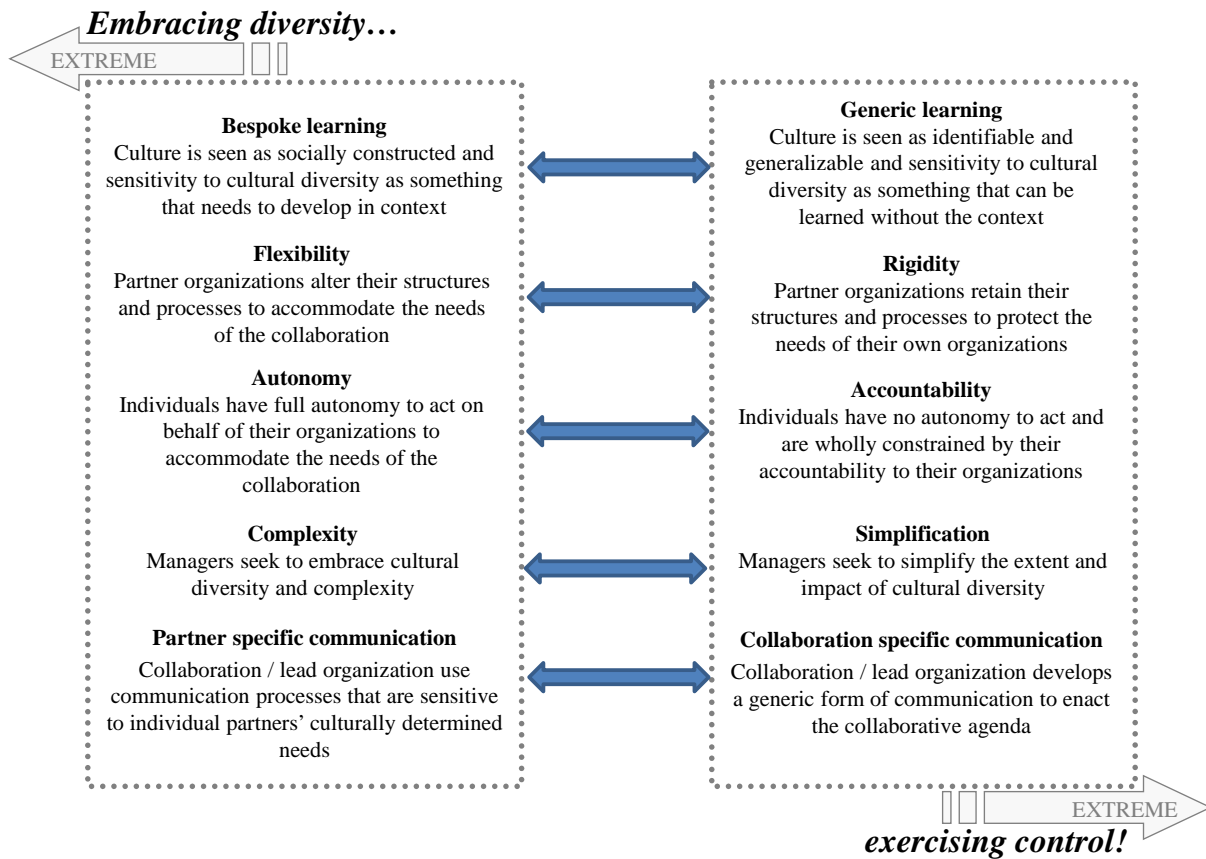 Embracing diversity…
EXTREME
Bespoke learning
Culture is seen as socially constructed and
sensitivity to cultural diversity as something
that needs to develop in context
Generic learning
Culture is seen as identifiable and
generalizable and sensitivity to cultural
diversity as something that can be
learned without the context
Flexibility
Partner organizations alter their structures
and processes to accommodate the needs
of the collaboration
Rigidity
Partner organizations retain their
structures and processes to protect the
needs of their own organizations
Autonomy
Individuals have full autonomy to act on
behalf of their organizations to
accommodate the needs of the
collaboration
Accountability
Individuals have no autonomy to act and
are wholly constrained by their
accountability to their organizations
Complexity
Managers seek to embrace cultural
diversity and complexity
Simplification
Managers seek to simplify the extent and
impact of cultural diversity
Partner specific communication
Collaboration / lead organization use
communication processes that are sensitive
to individual partners’ culturally determined
needs
Collaboration specific communication
Collaboration / lead organization develops
a generic form of communication to enact
the collaborative agenda
EXTREME
exercising control!